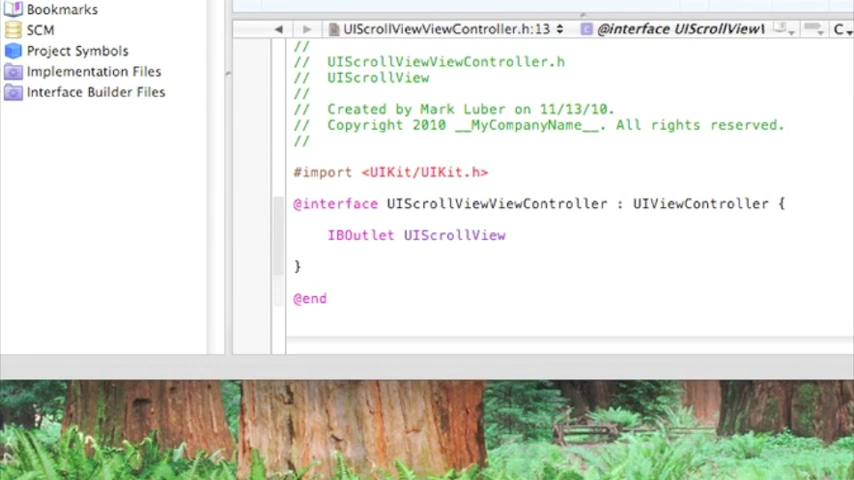 Bookmarks
SCM
Project Symbols
Implementation Files
Interface Builder Files
UIScrollViewViewController.h:13
@interface UIScrollViewV
C
//
// UIScrollViewViewController.h
// UIScrollView
//
// Created by Mark Luber on 11/13/10.
// Copyright 2010 __MyCompanyName__. All rights reserved.
//
#import <UIKit/UIKit.h>
@interface UIScrollViewViewController : UIViewController {
IBOutlet UIScrollView
}
@end